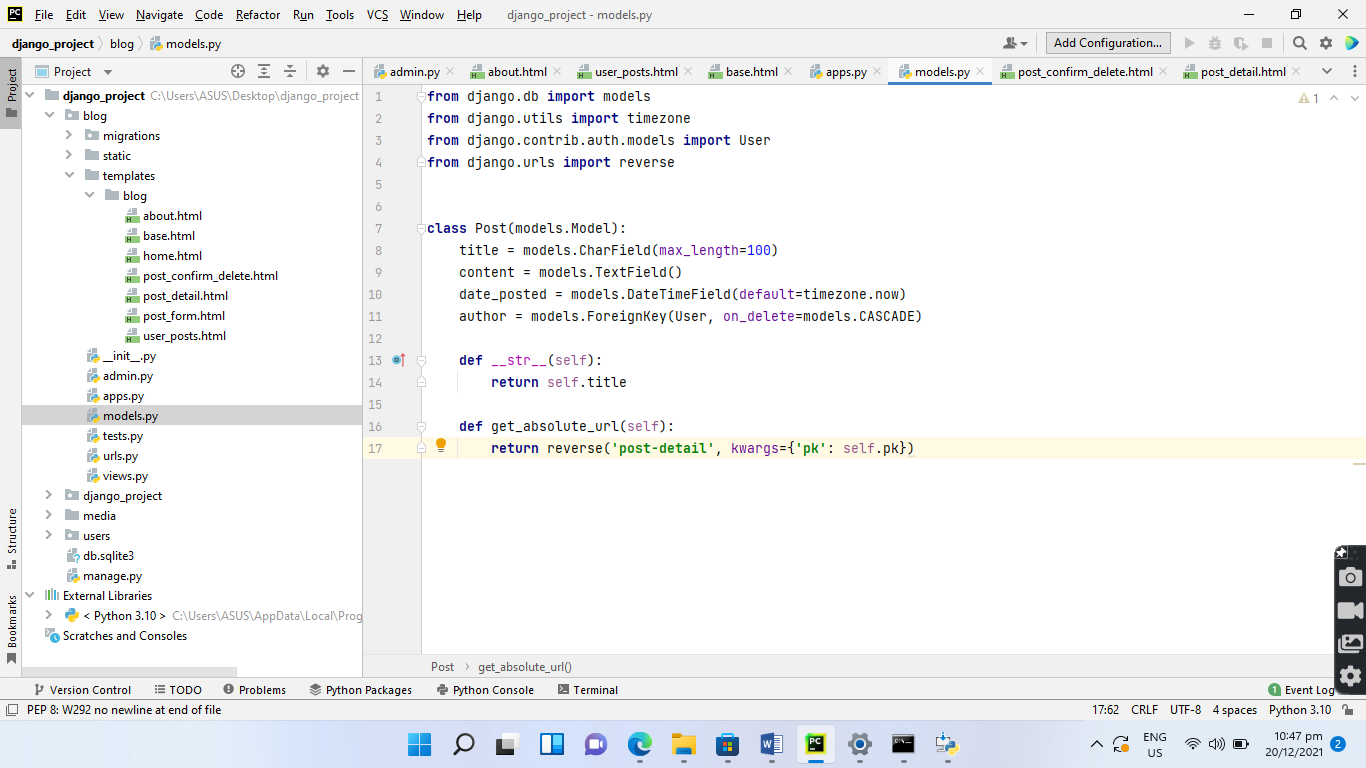 File Edit View Navigate Code Refactor Run Tools VCS Window Help django_project - models.py
django_project blog models.py Add Configuration...
Project Project admin.py about.html user_posts.html base.html apps.py models.py post_confirm_delete.html post_detail.html
django_project C:\Users\ASUS\Desktop\django_project
blog
migrations
static
templates
blog
about.html
base.html
home.html
post_confirm_delete.html
post_detail.html
post_form.html
user_posts.html
__init__.py
admin.py
apps.py
models.py
tests.py
urls.py
views.py
django_project
media
users
db.sqlite3
manage.py
External Libraries
< Python 3.10 > C:\Users\ASUS\AppData\Local\Prog
Scratches and Consoles
Structure
Bookmarks
1 from django.db import models
2 from django.utils import timezone
3 from django.contrib.auth.models import User
4 from django.urls import reverse
5
6
7 class Post(models.Model):
8 title = models.CharField(max_length=100)
9 content = models.TextField()
10 date_posted = models.DateTimeField(default=timezone.now)
11 author = models.ForeignKey(User, on_delete=models.CASCADE)
12
13 def __str__(self):
14 return self.title
15
16 def get_absolute_url(self):
17 return reverse('post-detail', kwargs={'pk': self.pk})
1
Post get_absolute_url()
Version Control TODO Problems Python Packages Python Console Terminal 1 Event Log
PEP 8: W292 no newline at end of file 17:62 CRLF UTF-8 4 spaces Python 3.10
ENG
US
10:47 pm
20/12/2021
2